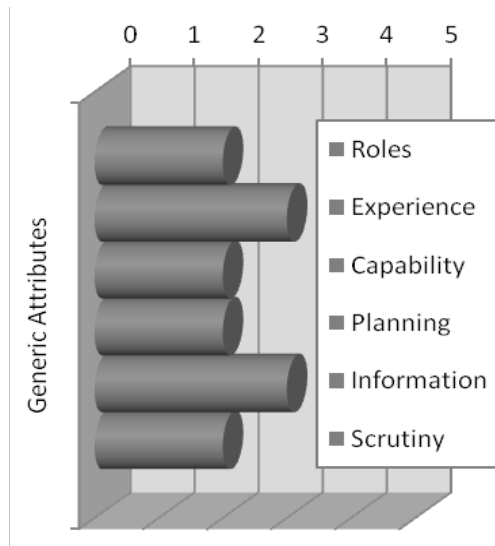 0 1 2 3 4 5
Generic Attributes
Roles
Experience
Capability
Planning
Information
Scrutiny